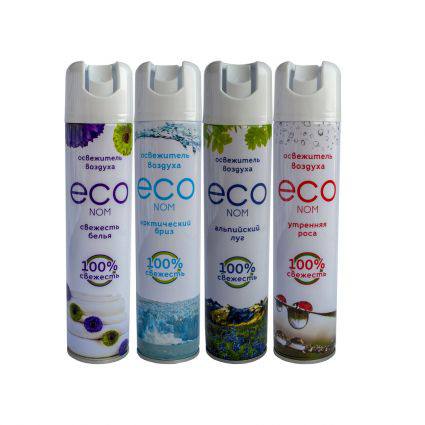 освежитель
воздуха
eco
NOM
свежесть
белья
100%
свежесть
освежитель
воздуха
eco
NOM
арктический
бриз
100%
свежесть
освежитель
воздуха
eco
NOM
альпийский
луг
100%
свежесть
освежитель
воздуха
eco
NOM
утренняя
роса
100%
свежесть